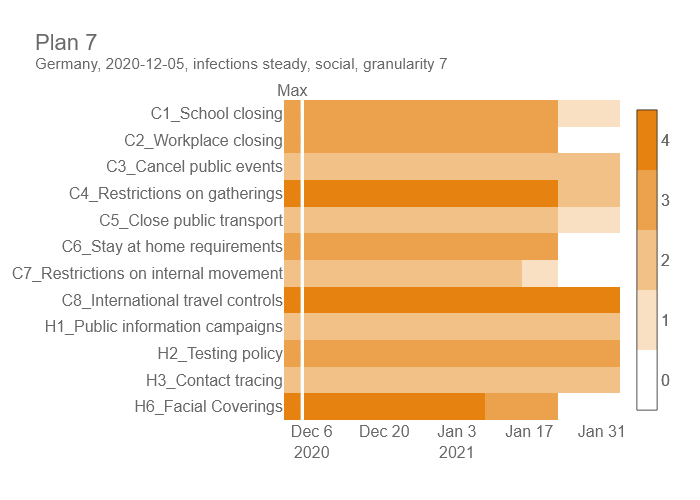 Plan 7
Germany, 2020-12-05, infections steady, social, granularity 7
Max
C1_School closing
C2_Workplace closing
C3_Cancel public events
C4_Restrictions on gatherings
C5_Close public transport
C6_Stay at home requirements
C7_Restrictions on internal movement
C8_International travel controls
H1_Public information campaigns
H2_Testing policy
H3_Contact tracing
H6_Facial Coverings
Dec 6 Dec 20 Jan 3 Jan 17 Jan 31
2020 2021
4
3
2
1
0